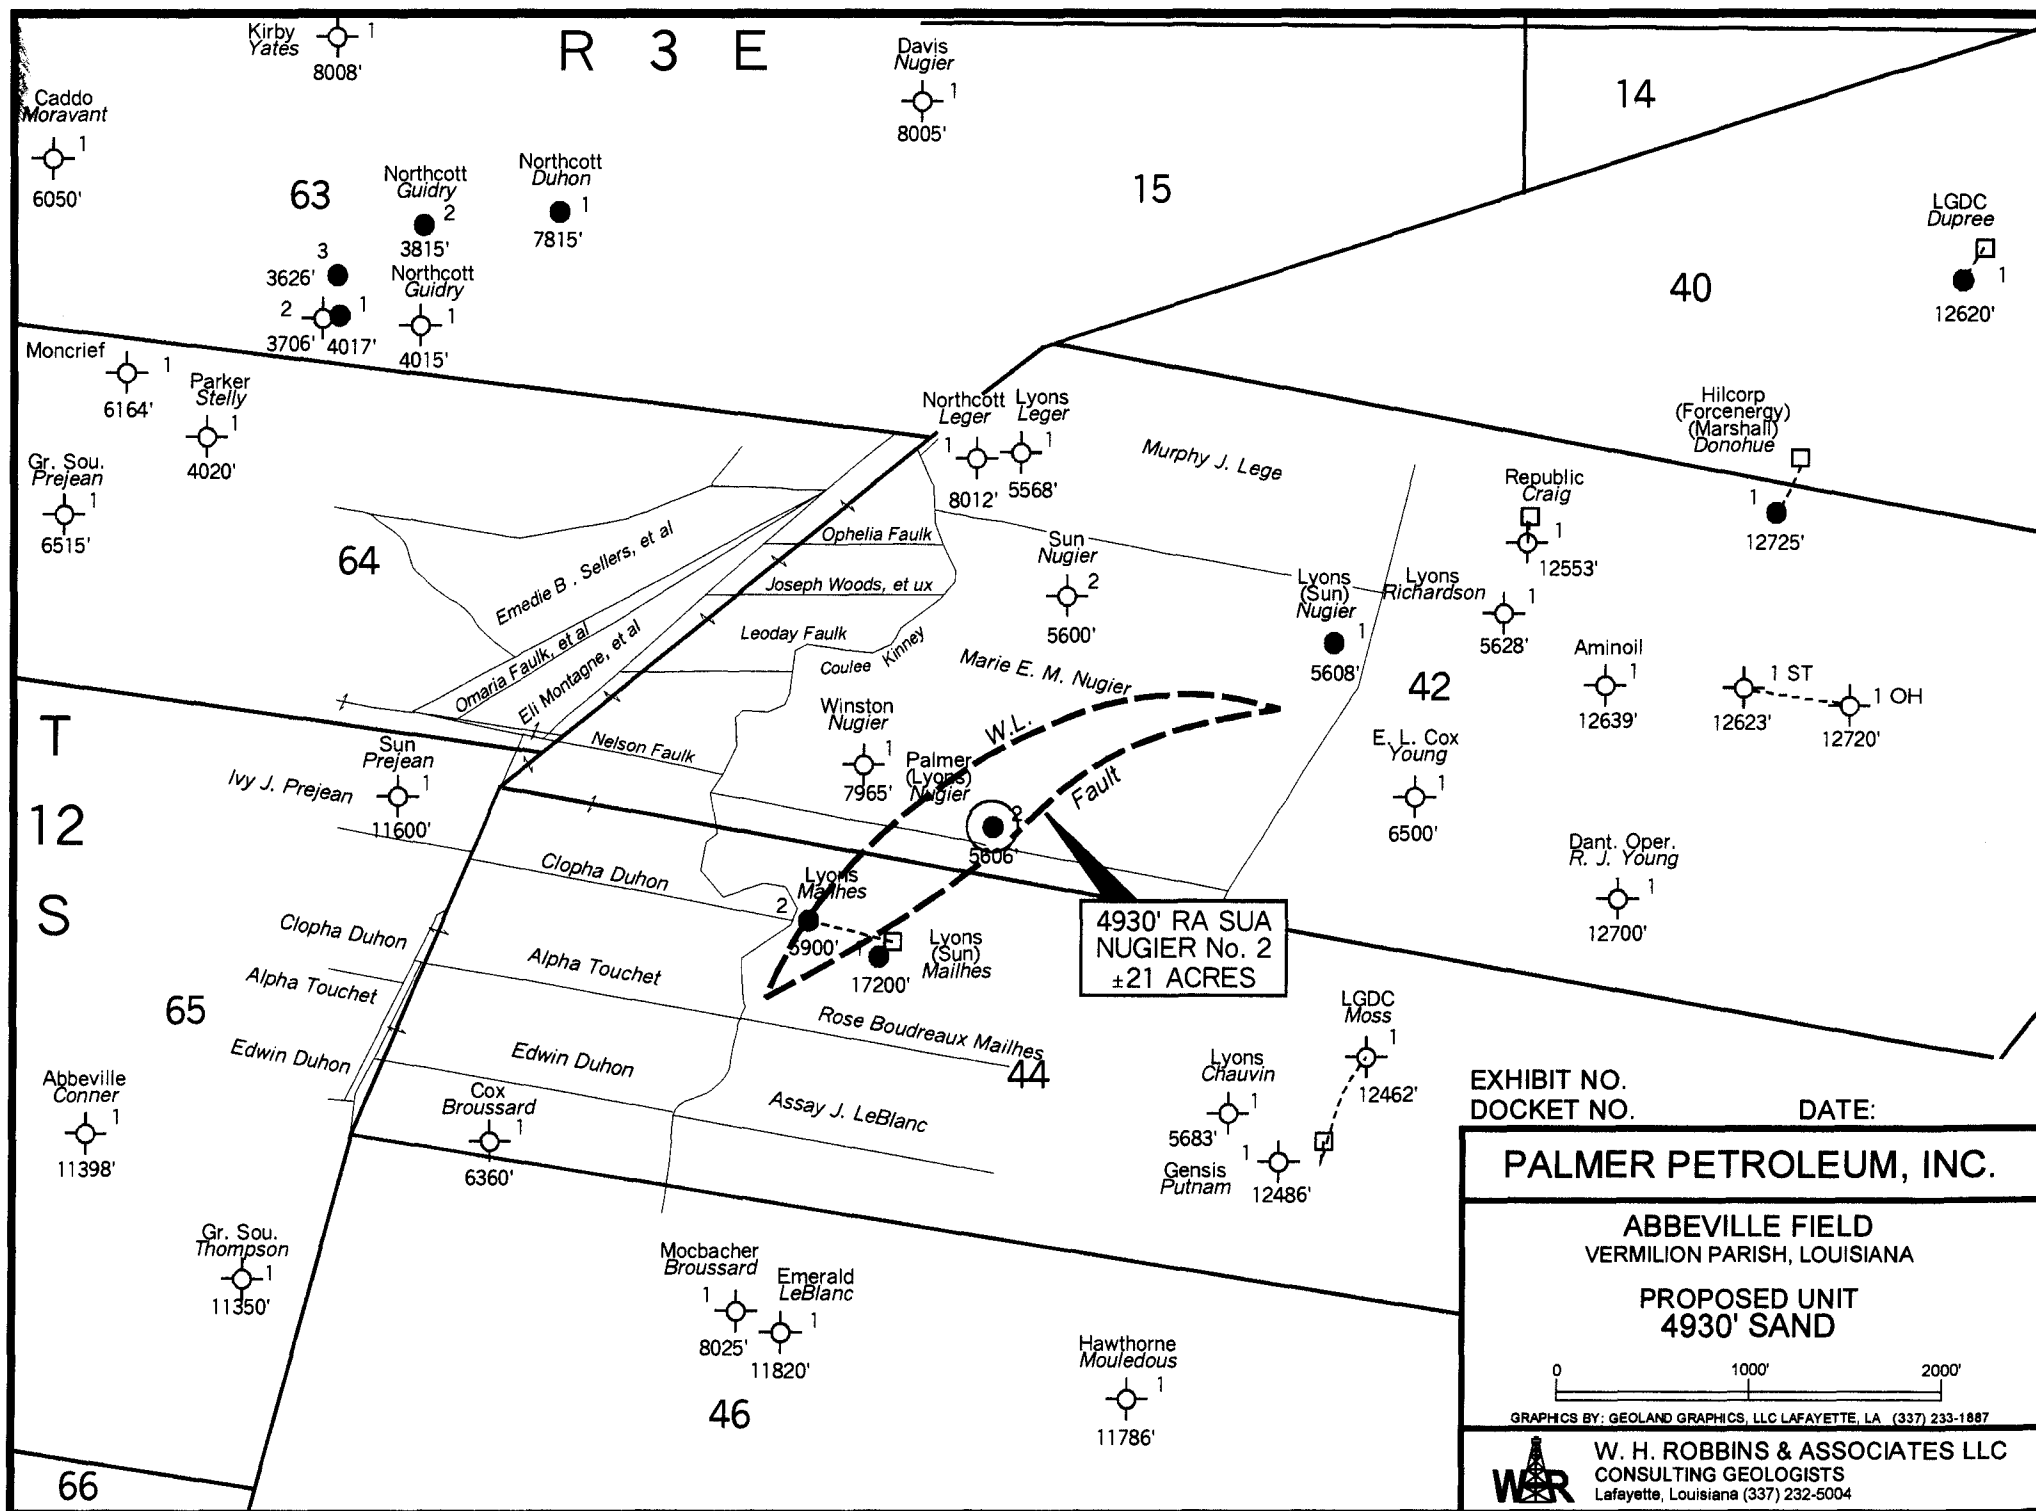 R 3 E
Kirby
Yates
1
8008'
Davis
Nugier
1
8005'
14
Caddo
Moravant
1
6050'
63
Northcott
Guidry
2
3815'
Northcott
Duhon
1
7815'
15
LGDC
Dupree
1
12620'
3
3626'
2
1
3706'
4017'
Northcott
Guidry
1
4015'
40
Moncrief
1
6164'
Parker
Stelly
1
4020'
Gr. Sou.
Prejean
1
6515'
Northcott
Leger
1
8012'
Lyons
Leger
1
5568'
Murphy J. Lege
Hilcorp
(Forcenergy)
(Marshall)
Donohue
1
12725'
Republic
Craig
1
12553'
64
Emedie B . Sellers, et al
Omaria Faulk, et al
Eli Montagne, et al
Ophelia Faulk
Joseph Woods, et ux
Leoday Faulk
Coulee Kinney
Nelson Faulk
Sun
Nugier
2
5600'
Lyons
(Sun)
Nugier
1
5608'
Lyons
Richardson
1
5628'
Marie E. M. Nugier
42
Aminoil
1
12639'
1 ST
12623'
1 OH
12720'
T
12
S
Sun
Prejean
1
11600'
Ivy J. Prejean
Winston
Nugier
1
7965'
Palmer
(Lyons)
Nugier
2
5606'
W.L.
Fault
E. L. Cox
Young
1
6500'
Dant. Oper.
R. J. Young
1
1
12700'
Clopha Duhon
Lyons
Mailhes
2
5900'
1
17200'
Lyons
(Sun)
Mailhes
4930' RA SUA
NUGIER No. 2
±21 ACRES
Clopha Duhon
Alpha Touchet
Alpha Touchet
65
Edwin Duhon
Edwin Duhon
Rose Boudreaux Mailhes
44
Assay J. LeBlanc
LGDC
Moss
1
12462'
Lyons
Chauvin
1
5683'
Gensis
Putnam
1
12486'
Abbeville
Conner
1
11398'
Cox
Broussard
1
6360'
Gr. Sou.
Thompson
1
11350'
Mocbacher
Broussard
1
8025'
Emerald
LeBlanc
1
11820'
Hawthorne
Mouledous
1
11786'
46
66
EXHIBIT NO.
DOCKET NO. DATE:
PALMER PETROLEUM, INC.
ABBEVILLE FIELD
VERMILION PARISH, LOUISIANA
PROPOSED UNIT
4930' SAND
0 1000' 2000'
GRAPHICS BY: GEOLAND GRAPHICS, LLC LAFAYETTE, LA (337) 233-1887
W R
W. H. ROBBINS & ASSOCIATES LLC
CONSULTING GEOLOGISTS
Lafayette, Louisiana (337) 232-5004